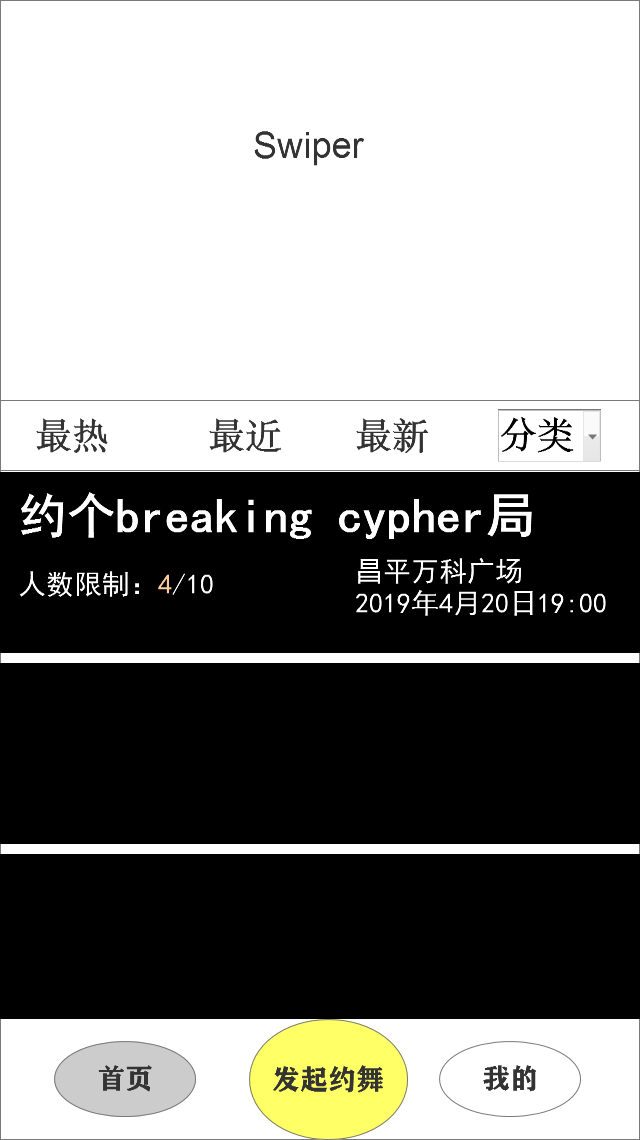 Swiper
最热 最近 最新 分类
约个breaking cypher局
人数限制：4/10
昌平万科广场
2019年4月20日19:00
首页 发起约舞 我的